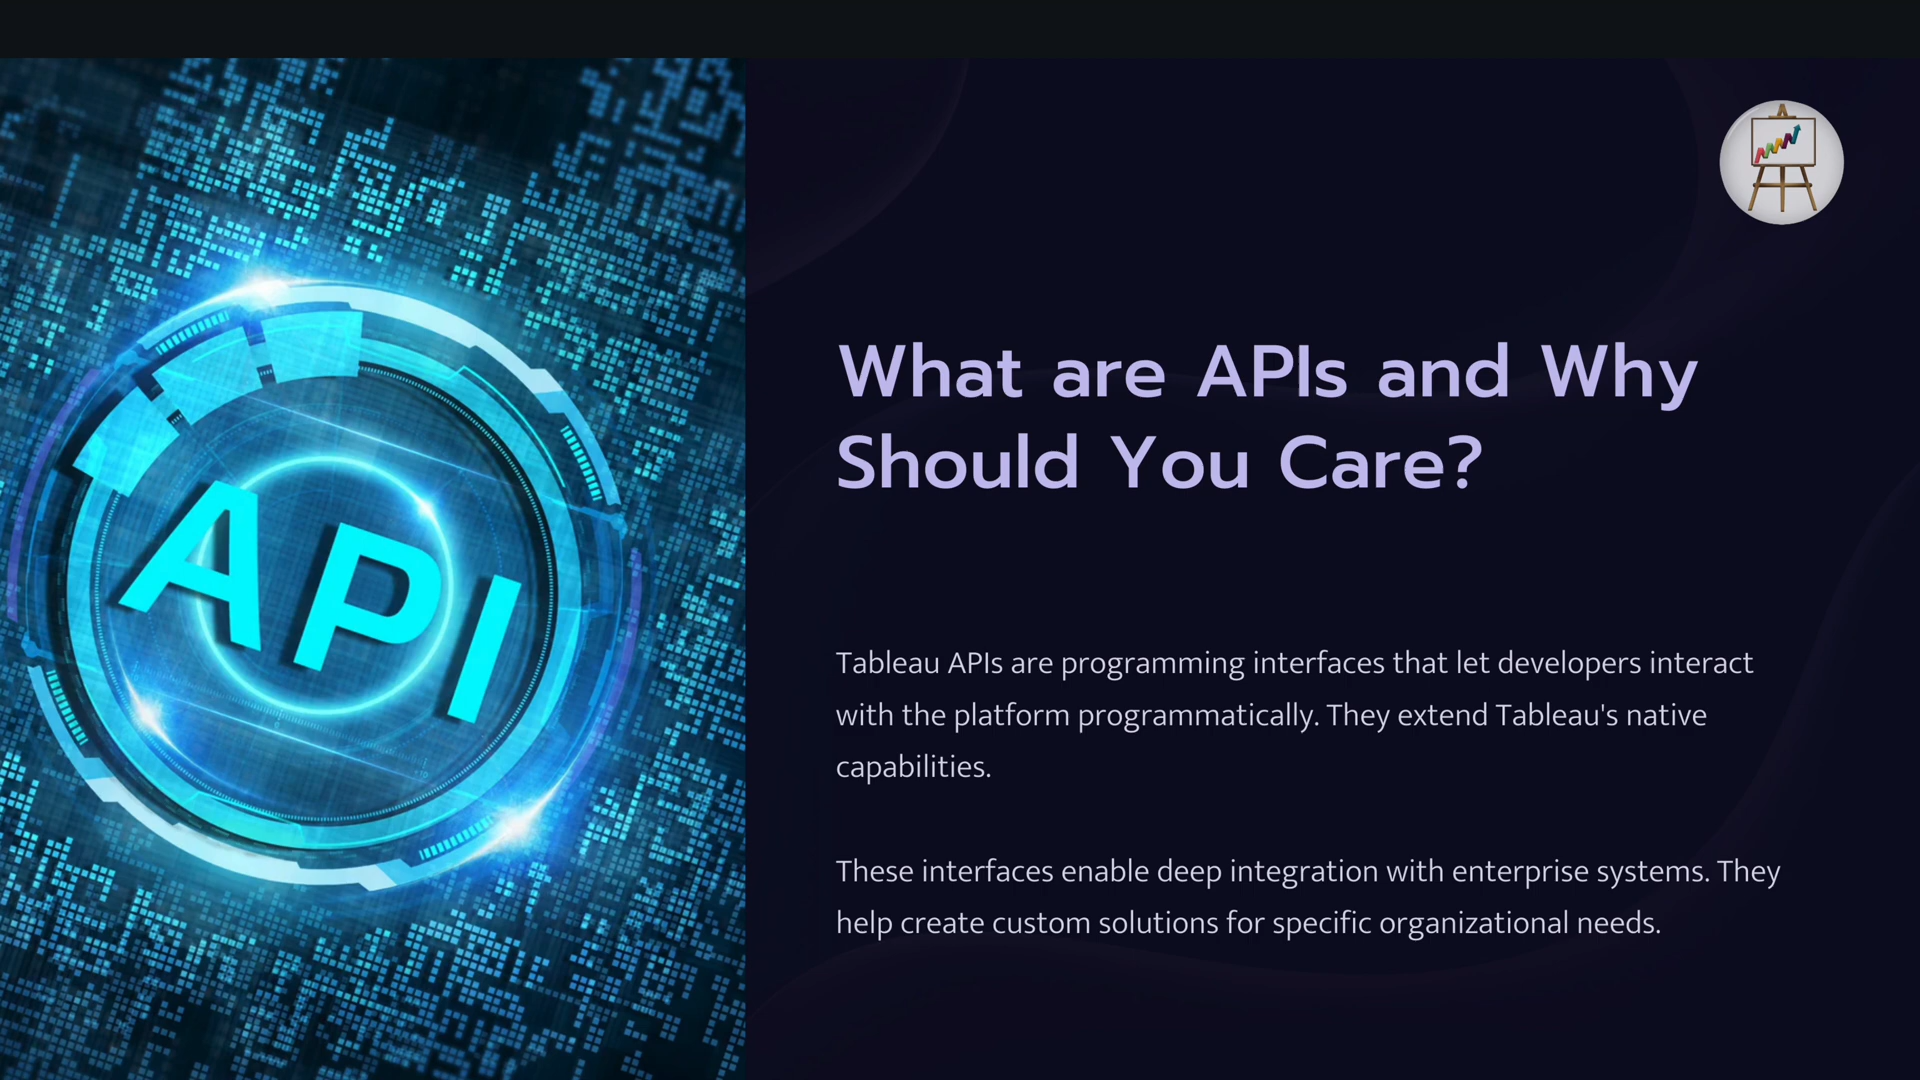 API
What are APIs and Why
Should You Care?
Tableau APIs are programming interfaces that let developers interact
with the platform programmatically. They extend Tableau's native
capabilities.
These interfaces enable deep integration with enterprise systems. They
help create custom solutions for specific organizational needs.